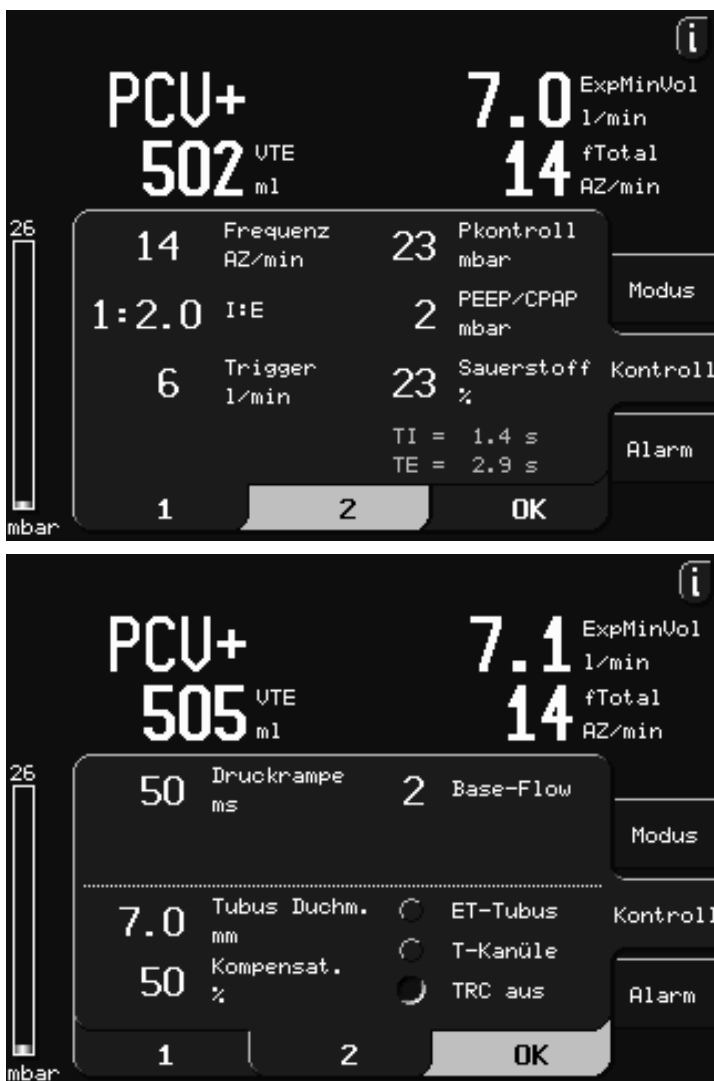 i
PCV+ 7.0 ExpMinVol l/min
502 VTE ml 14 fTotal AZ/min
26
14 Frequenz AZ/min 23 Pkontroll mbar
Modus
1:2.0 I:E 2 PEEP/CPAP mbar
6 Trigger l/min 23 Sauerstoff % Kontroll
TI = 1.4 s
TE = 2.9 s
Alarm
1 2 OK
mbar
i
PCV+ 7.1 ExpMinVol l/min
505 VTE ml 14 fTotal AZ/min
26
50 Druckrampe ms 2 Base-Flow
Modus
7.0 Tubus Duchm. mm ET-Tubus Kontroll
T-Kanüle
50 Kompensat. % TRC aus Alarm
1 2 OK
mbar